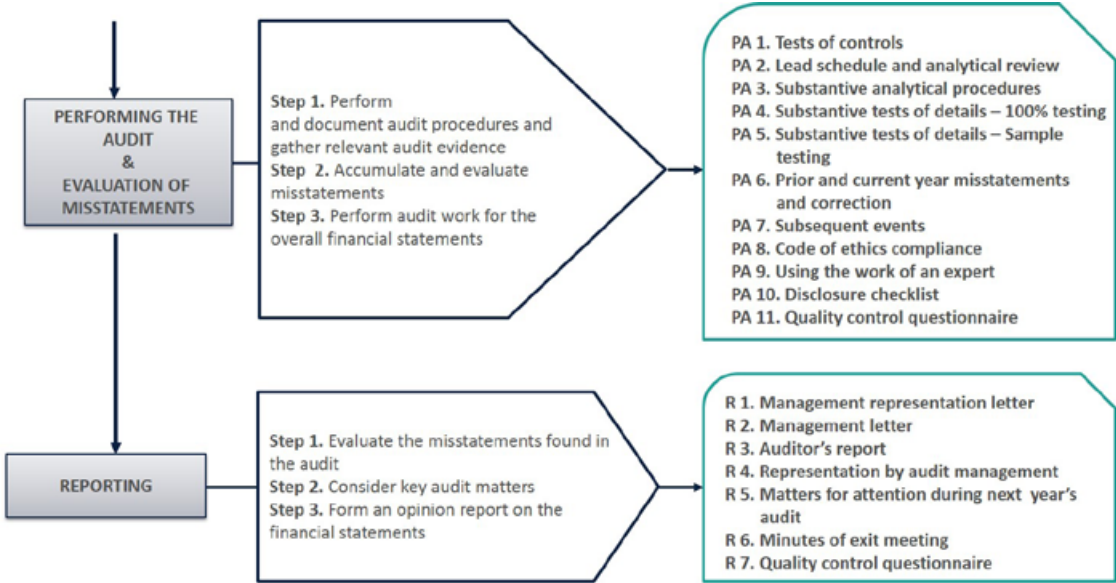 PERFORMING THE
AUDIT
&
EVALUATION OF
MISSTATEMENTS
Step 1. Perform
and document audit procedures and
gather relevant audit evidence
Step 2. Accumulate and evaluate
misstatements
Step 3. Perform audit work for the
overall financial statements
PA 1. Tests of controls
PA 2. Lead schedule and analytical review
PA 3. Substantive analytical procedures
PA 4. Substantive tests of details – 100% testing
PA 5. Substantive tests of details – Sample
testing
PA 6. Prior and current year misstatements
and correction
PA 7. Subsequent events
PA 8. Code of ethics compliance
PA 9. Using the work of an expert
PA 10. Disclosure checklist
PA 11. Quality control questionnaire
REPORTING
Step 1. Evaluate the misstatements found in
the audit
Step 2. Consider key audit matters
Step 3. Form an opinion report on the
financial statements
R 1. Management representation letter
R 2. Management letter
R 3. Auditor's report
R 4. Representation by audit management
R 5. Matters for attention during next year's
audit
R 6. Minutes of exit meeting
R 7. Quality control questionnaire